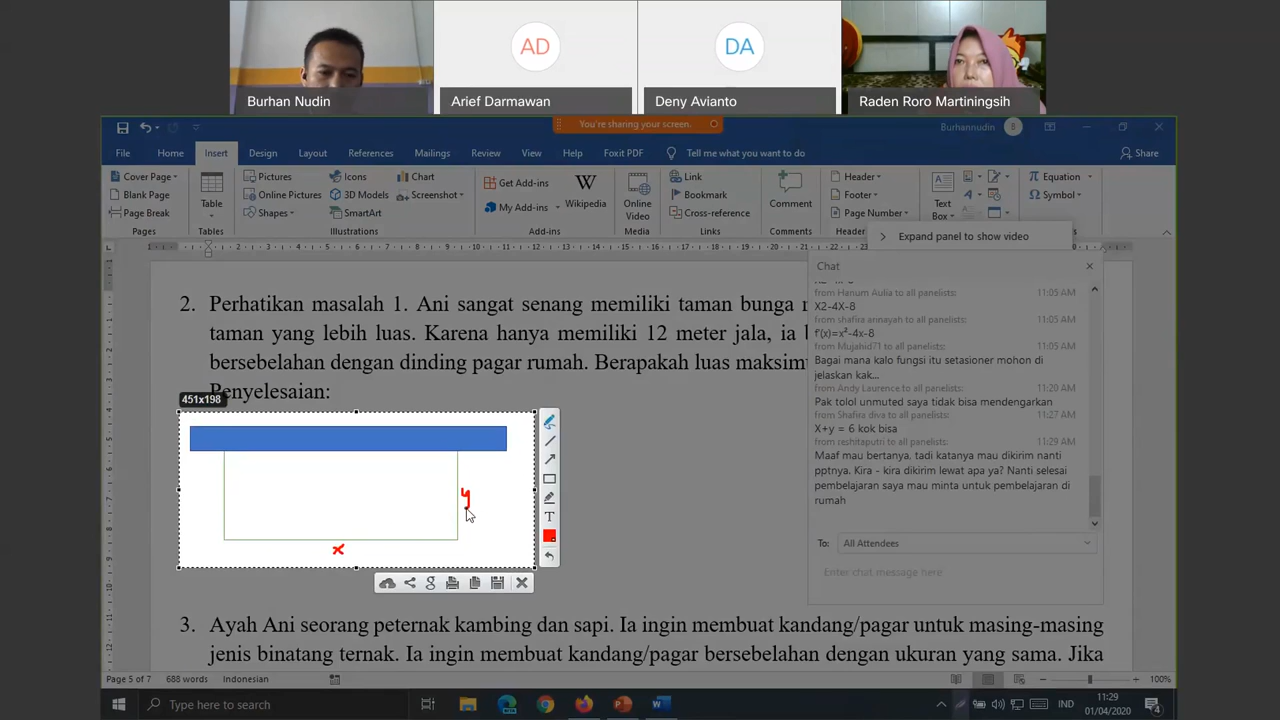 AD
DA
Burhan Nudin
Arief Darmawan
Deny Avianto
Raden Roro Martiningsih
You're sharing your screen.
Burhannudin
B
File Home Insert Design Layout References Mailings Review View Help Foxit PDF Tell me what you want to do Share
Cover Page
Blank Page
Page Break
Pages
Table
Tables
Pictures
Online Pictures
Shapes
Icons
3D Models
SmartArt
Chart
Screenshot
Illustrations
Get Add-ins
My Add-ins
Wikipedia
Add-ins
Online
Video
Media
Link
Bookmark
Cross-reference
Links
Comment
Comments
Header
Footer
Page Number
Header
Text
Box
Equation
Symbol
Symbols
Expand panel to show video
2. Perhatikan masalah 1. Ani sangat senang memiliki taman bunga
taman yang lebih luas. Karena hanya memiliki 12 meter jala, ia b
bersebelahan dengan dinding pagar rumah. Berapakah luas maksimu
Penyelesaian:
451x198
y
x
T
3. Ayah Ani seorang peternak kambing dan sapi. Ia ingin membuat kandang/pagar untuk masing-masing
jenis binatang ternak. Ia ingin membuat kandang/pagar bersebelahan dengan ukuran yang sama. Jika
Chat
from Hanum Aulia to all panelists: 11:05 AM
X2-4X-8
from shafira annayah to all panelists: 11:05 AM
f'(x)=x²-4x-8
from Mujahid71 to all panelists: 11:05 AM
Bagai mana kalo fungsi itu setasioner mohon di
jelaskan kak...
from Andy Laurence to all panelists: 11:20 AM
Pak tolol unmuted saya tidak bisa mendengarkan
from Shafira diva to all panelists: 11:27 AM
X+y = 6 kok bisa
from reshitaputri to all panelists: 11:29 AM
Maaf mau bertanya, tadi katanya mau dikirim nanti
pptnya. Kira - kira dikirim lewat apa ya? Nanti selesai
pembelajaran saya mau minta untuk pembelajaran di
rumah
To: All Attendees
Enter chat message here
Page 5 of 7 688 words Indonesian 100%
Type here to search
IND
11:29
01/04/2020
4